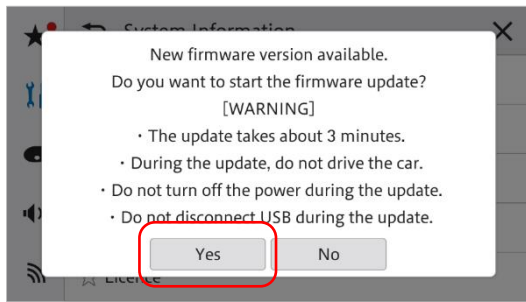 System Information
New firmware version available.
Do you want to start the firmware update?
[WARNING]
・The update takes about 3 minutes.
・During the update, do not drive the car.
・Do not turn off the power during the update.
・Do not disconnect USB during the update.
Yes No
Licence